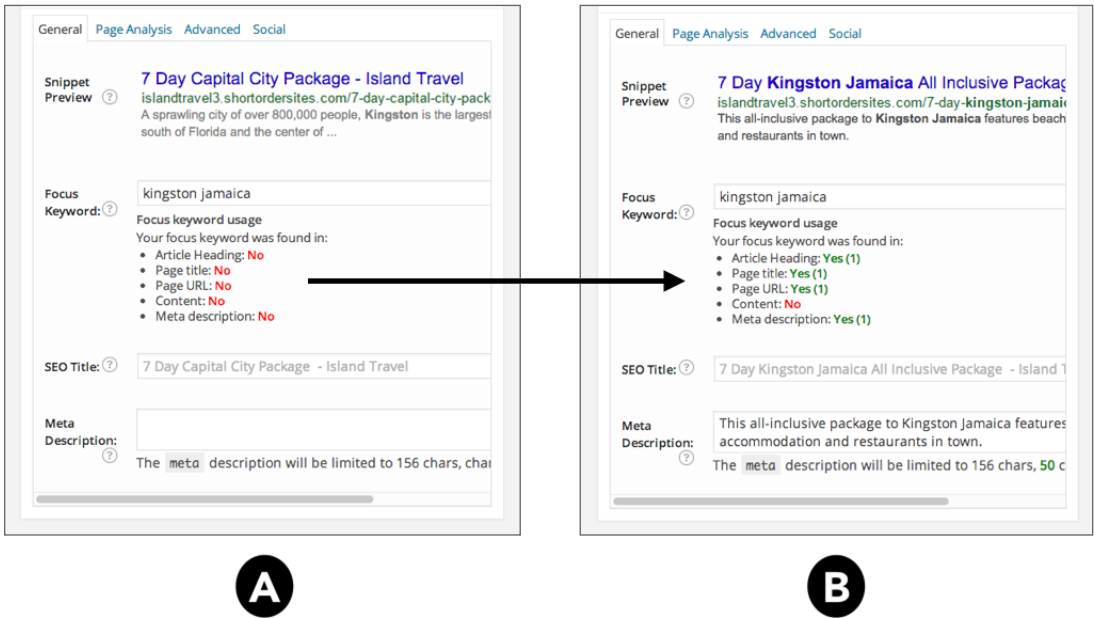 General Page Analysis Advanced Social
Snippet
Preview ?
7 Day Capital City Package - Island Travel
islandtravel3.shortordersites.com/7-day-capital-city-pack
A sprawling city of over 800,000 people, Kingston is the largest
south of Florida and the center of ...
Focus
Keyword: ?
kingston jamaica
Focus keyword usage
Your focus keyword was found in:
• Article Heading: No
• Page title: No
• Page URL: No
• Content: No
• Meta description: No
SEO Title: ?
7 Day Capital City Package - Island Travel
Meta
Description:
?
The meta description will be limited to 156 chars, char
A
General Page Analysis Advanced Social
Snippet
Preview ?
7 Day Kingston Jamaica All Inclusive Packag
islandtravel3.shortordersites.com/7-day-kingston-jamaic
This all-inclusive package to Kingston Jamaica features beach
and restaurants in town.
Focus
Keyword: ?
kingston jamaica
Focus keyword usage
Your focus keyword was found in:
• Article Heading: Yes (1)
• Page title: Yes (1)
• Page URL: Yes (1)
• Content: No
• Meta description: Yes (1)
SEO Title: ?
7 Day Kingston Jamaica All Inclusive Package - Island T
Meta
Description:
?
This all-inclusive package to Kingston Jamaica features
accommodation and restaurants in town.
The meta description will be limited to 156 chars, 50 c
B